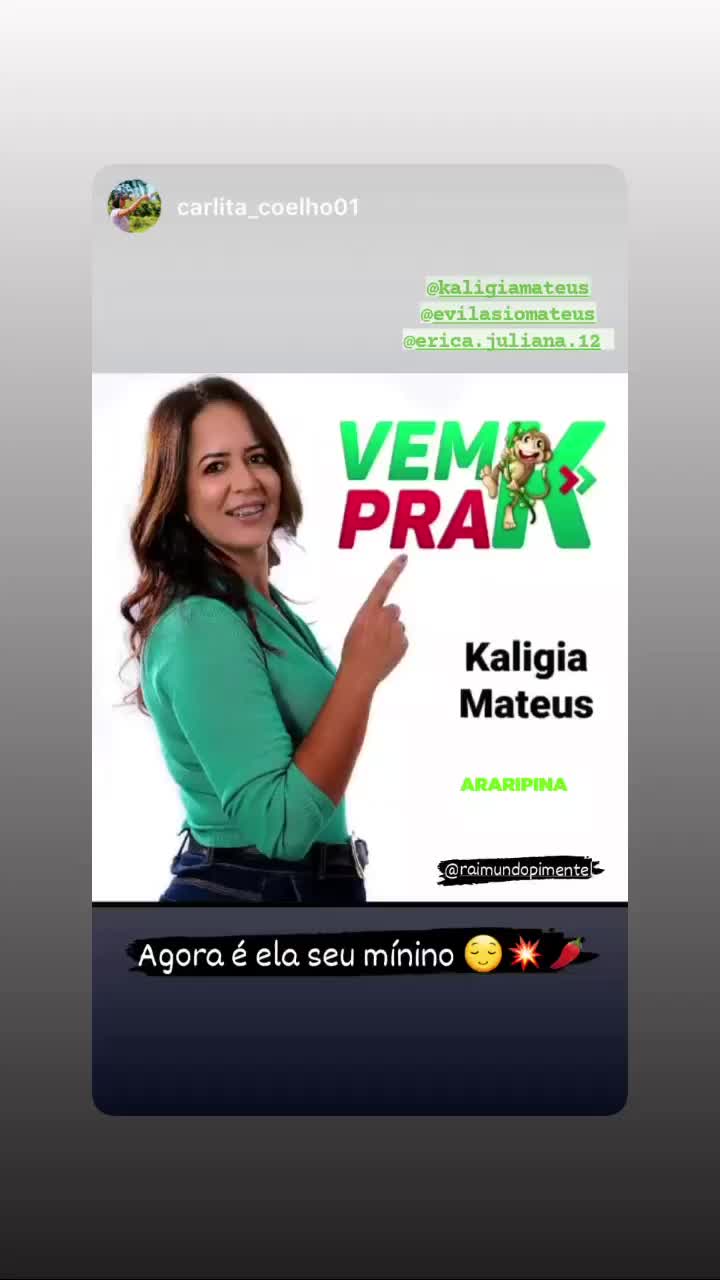 carlita_coelho01
@kaligiamateus
@evilasiomateus
@erica.juliana.12
VEM
PRA K
Kaligia
Mateus
ARARIPINA
@raimundopimentel
Agora é ela seu mínino 😌💥🌶️